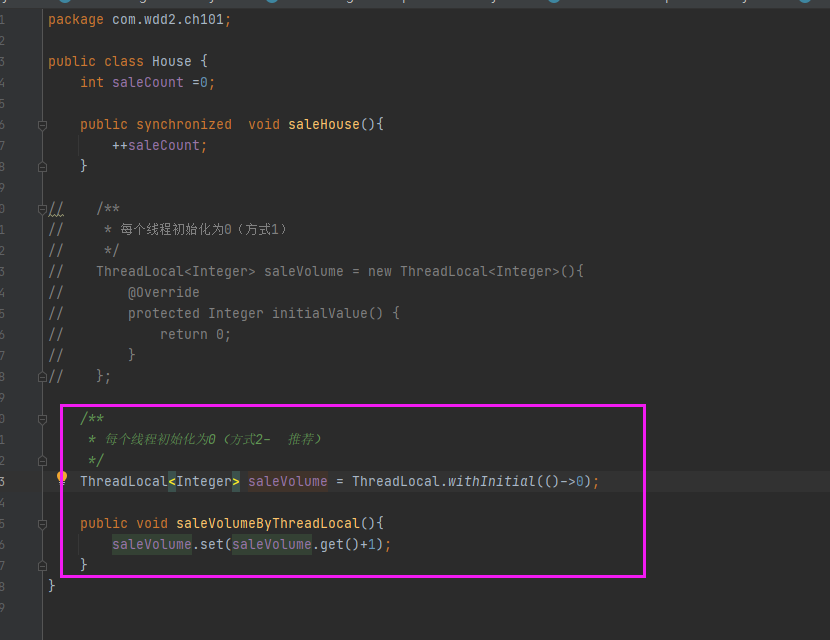 package com.wdd2.ch101;
public class House {
int saleCount =0;
public synchronized  void saleHouse(){
++saleCount;
}
//    /**
//     * 每个线程初始化为0（方式1）
//     */
//    ThreadLocal<Integer> saleVolume = new ThreadLocal<Integer>(){
//        @Override
//        protected Integer initialValue() {
//            return 0;
//        }
//    };
/**
* 每个线程初始化为0（方式2-  推荐）
*/
ThreadLocal<Integer> saleVolume = ThreadLocal.withInitial(()->0);
public void saleVolumeByThreadLocal(){
saleVolume.set(saleVolume.get()+1);
}
}